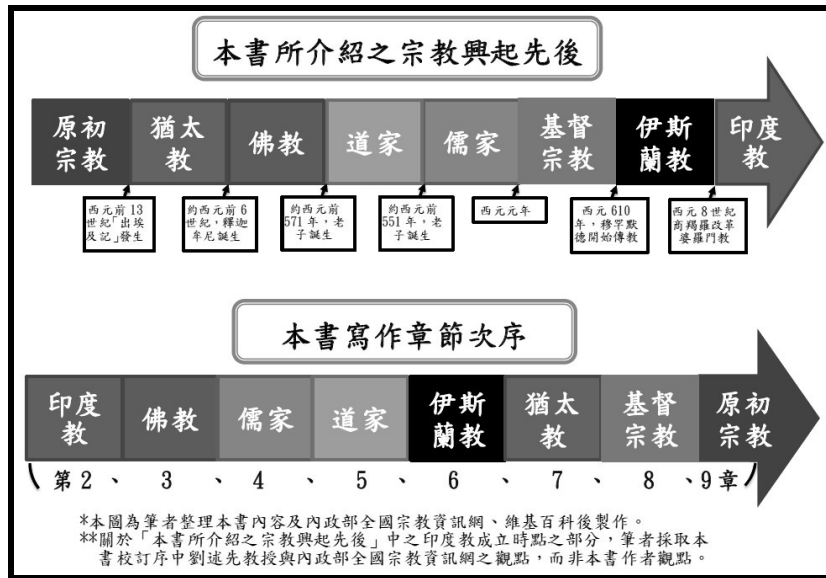 本書所介紹之宗教興起先後
原初
宗教
猶太
教
佛教
道家
儒家
基督
宗教
伊斯
蘭教
印度
教
西元前13
世紀「出埃
及記」發生
約西元前6
世紀，釋迦
牟尼誕生
約西元前
571年，老
子誕生
約西元前
551年，老
子誕生
西元元年
西元610
年，穆罕默
德開始傳教
西元8世紀
商羯羅改革
婆羅門教
本書寫作章節次序
印度
教
佛教
儒家
道家
伊斯
蘭教
猶太
教
基督
宗教
原初
宗教
(第2、3、4、5、6、7、8、9章)
*本圖為筆者整理本書內容及內政部全國宗教資訊網、維基百科後製作。
**關於「本書所介紹之宗教興起先後」中之印度教成立時點之部分，筆者採取本
書校訂序中劉述先教授與內政部全國宗教資訊網之觀點，而非本書作者觀點。